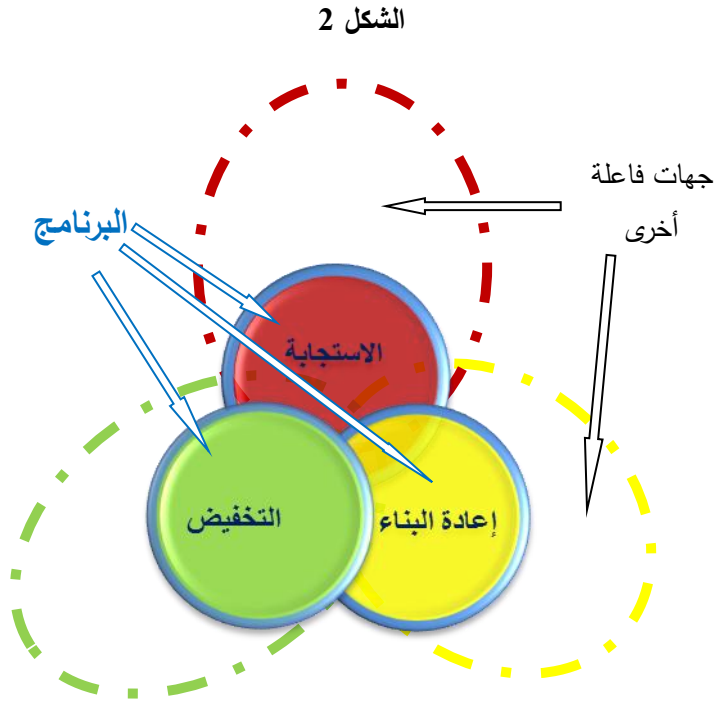 الشكل 2
جهات فاعلة
أخرى
البرنامج
الاستجابة
التخفيض
إعادة البناء